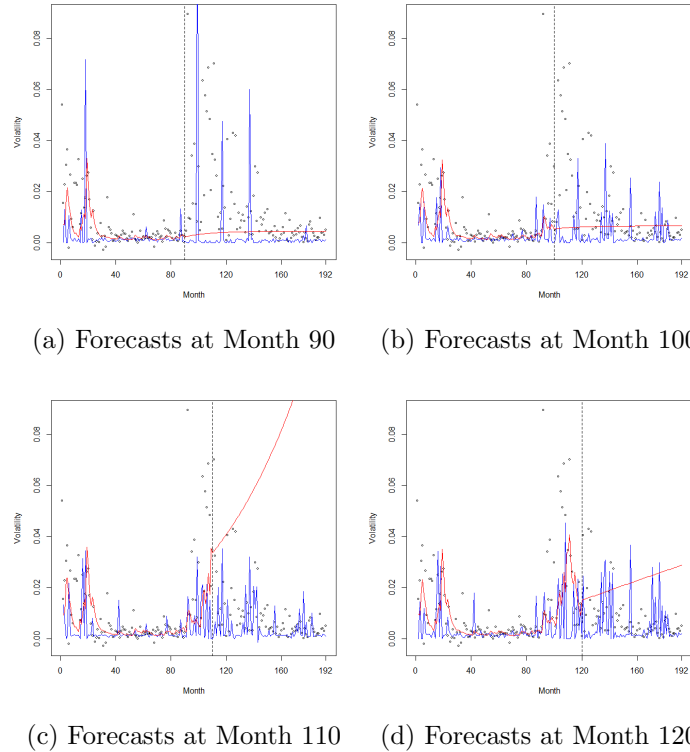 Volatility
0.00 0.02 0.04 0.06 0.08
0 40 80 120 160 192
Month
(a) Forecasts at Month 90
Volatility
0.00 0.02 0.04 0.06 0.08
0 40 80 120 160 192
Month
(b) Forecasts at Month 100
Volatility
0.00 0.02 0.04 0.06 0.08
0 40 80 120 160 192
Month
(c) Forecasts at Month 110
Volatility
0.00 0.02 0.04 0.06 0.08
0 40 80 120 160 192
Month
(d) Forecasts at Month 120